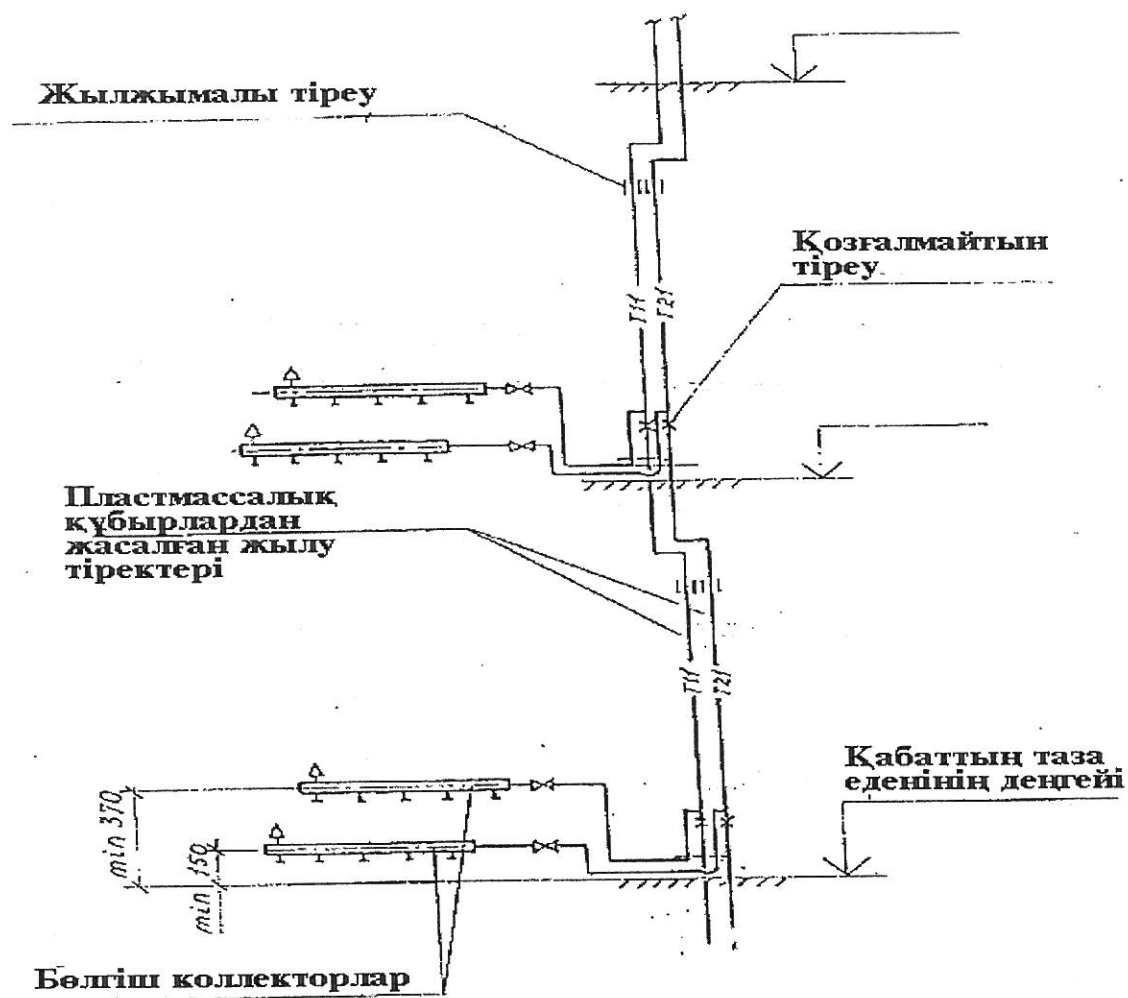 Жылжымалы тіреу
Қозғалмайтын
тіреу
Т11
Т21
Пластмассалық
құбырлардан
жасалған жылу
тіректері
Т11
Т21
Қабаттың таза
еденінің деңгейі
min 370
min 150
Бөлгіш коллекторлар